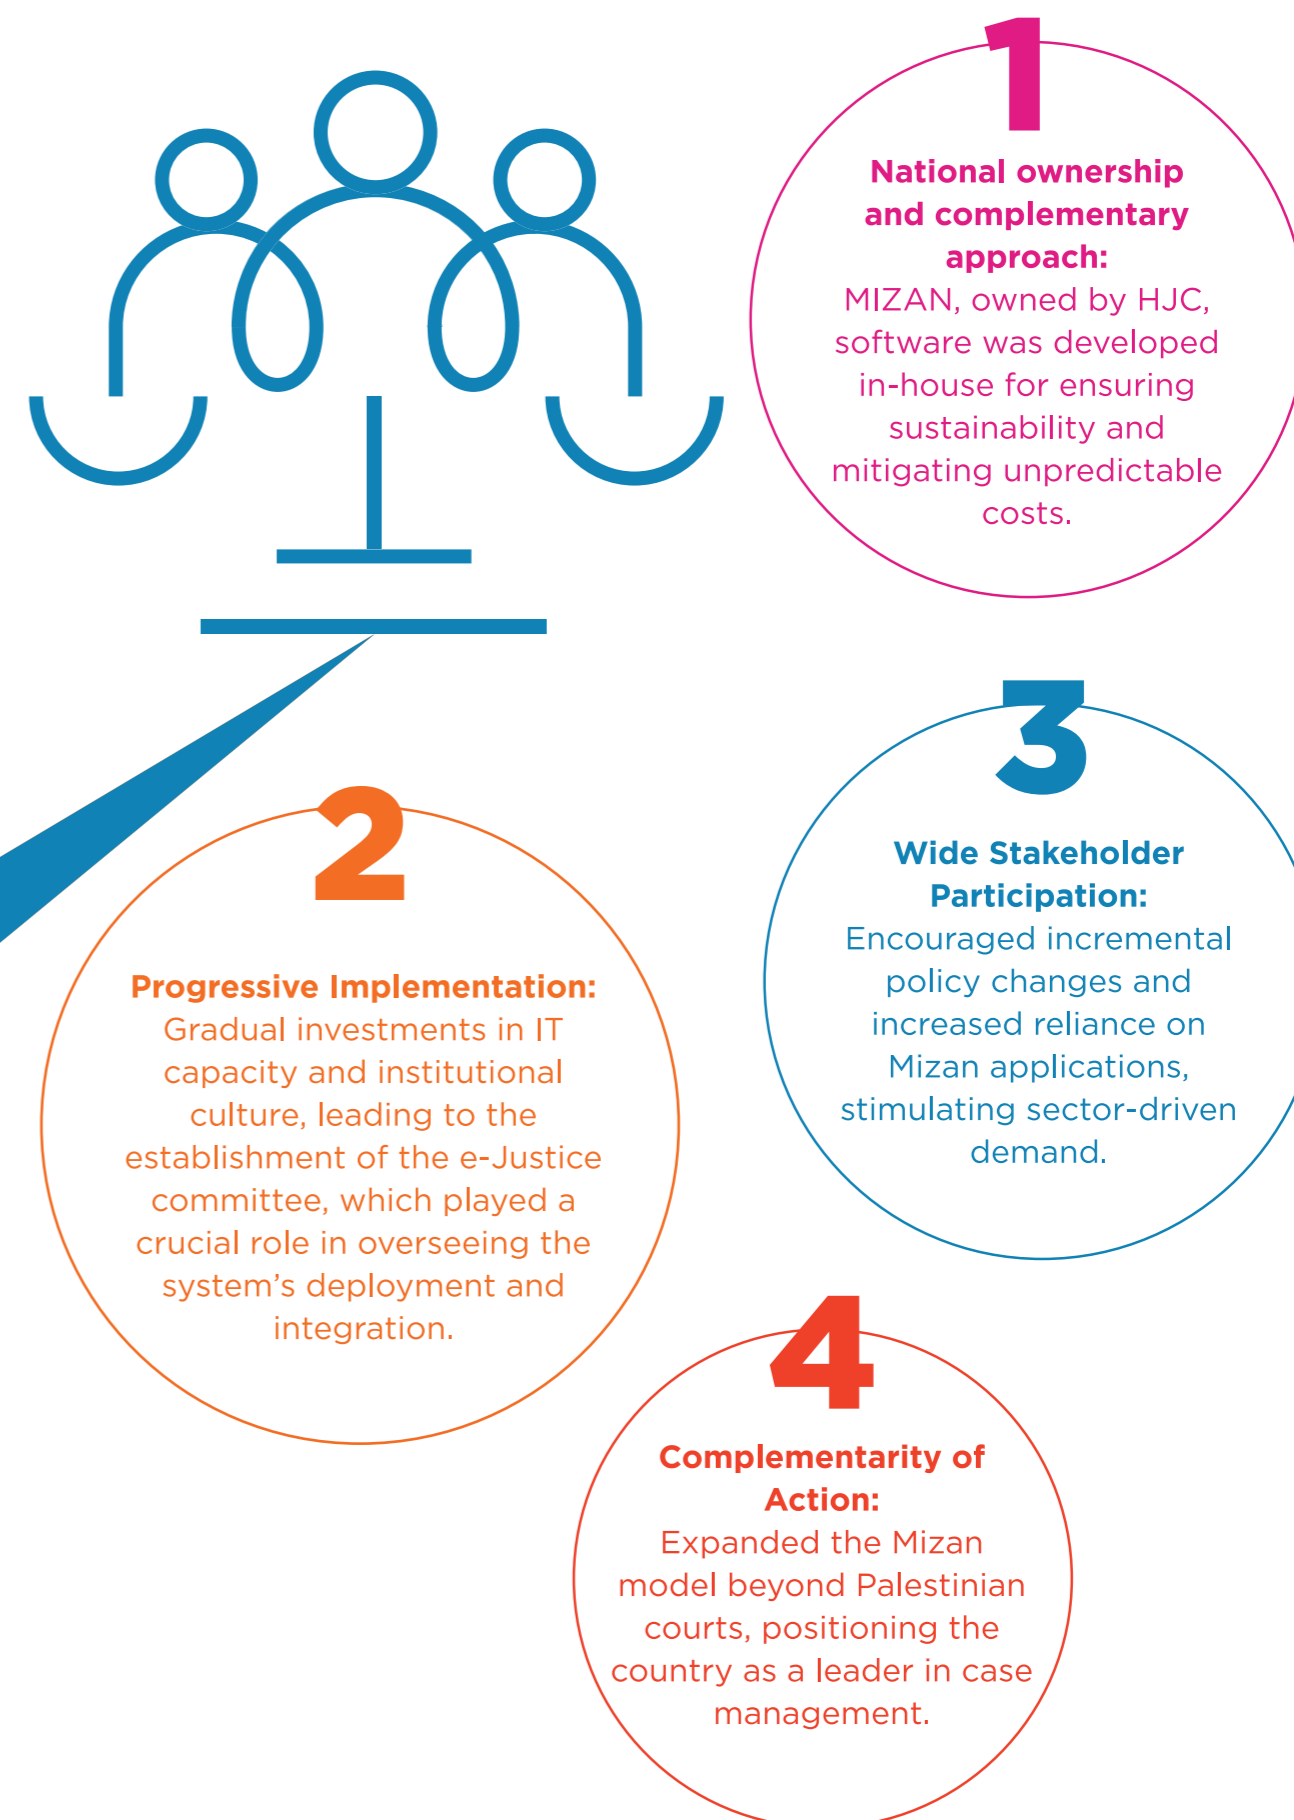 1
National ownership
and complementary
approach:
MIZAN, owned by HJC,
software was developed
in-house for ensuring
sustainability and
mitigating unpredictable
costs.
2
Progressive Implementation:
Gradual investments in IT
capacity and institutional
culture, leading to the
establishment of the e-Justice
committee, which played a
crucial role in overseeing the
system’s deployment and
integration.
3
Wide Stakeholder
Participation:
Encouraged incremental
policy changes and
increased reliance on
Mizan applications,
stimulating sector-driven
demand.
4
Complementarity of
Action:
Expanded the Mizan
model beyond Palestinian
courts, positioning the
country as a leader in case
management.